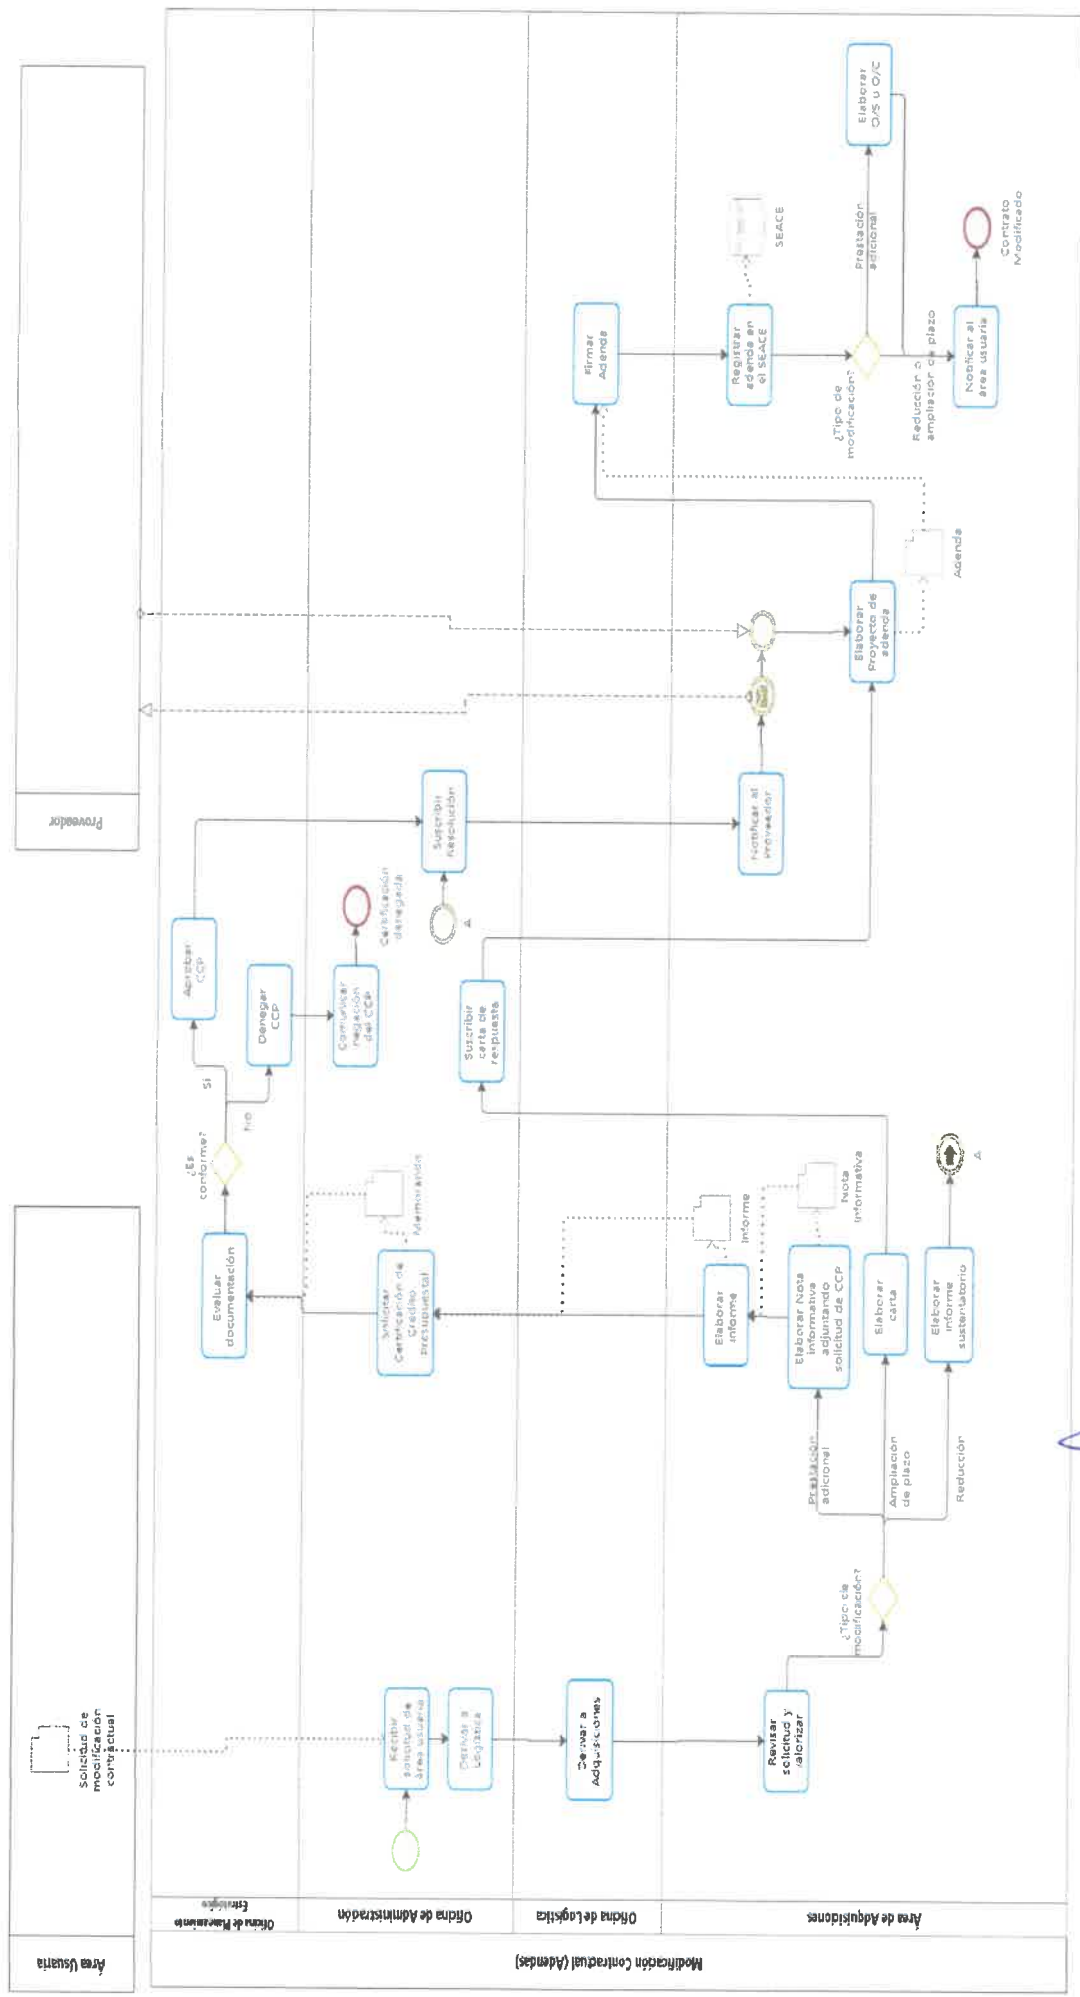 Área Usuaria
Solicitud de
modificación
contractual
Proveedor
Modificación Contractual (Adendas)
Oficina de Planeamiento
Estratégico
Evaluar
documentación
¿Es
conforme?
Si
No
Aprobar
CCP
Denegar
CCP
Oficina de Administración
Recibir
solicitud de
área usuaria
Derivar a
Logística
Solicitar
Certificación de
Crédito
presupuestal
Memorando
Comunicar
negación
del CCP
Certificación
denegada
Suscribir
Resolución
A
Oficina de Logística
Derivar a
Adquisiciones
Suscribir
carta de
respuesta
Firmar
Adenda
Área de Adquisiciones
Revisar
solicitud y
valorizar
¿Tipo de
modificación?
Prestación
adicional
Ampliación
de plazo
Reducción
Elaborar
informe
Informe
Elaborar Nota
informativa
adjuntando
solicitud de CCP
Nota
informativa
Elaborar
carta
Elaborar
informe
sustentatorio
A
Notificar al
Proveedor
Elaborar
Proyecto de
adenda
Adenda
Registrar
adenda en
el SEACE
SEACE
¿Tipo de
modificación?
Prestación
adicional
Reducción o
ampliación de plazo
Elaborar
O/S u O/C
Notificar al
área usuaria
Contrato
Modificado